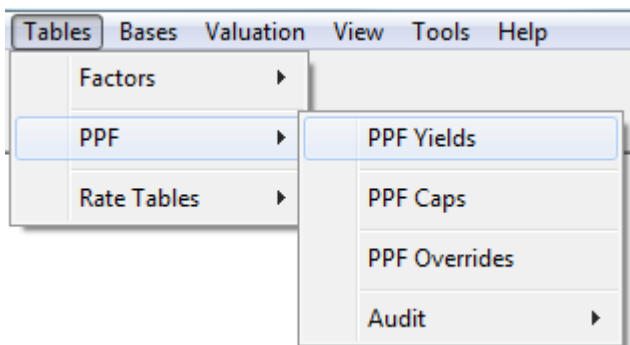 Tables Bases Valuation View Tools Help
Factors
PPF
PPF Yields
Rate Tables
PPF Caps
PPF Overrides
Audit